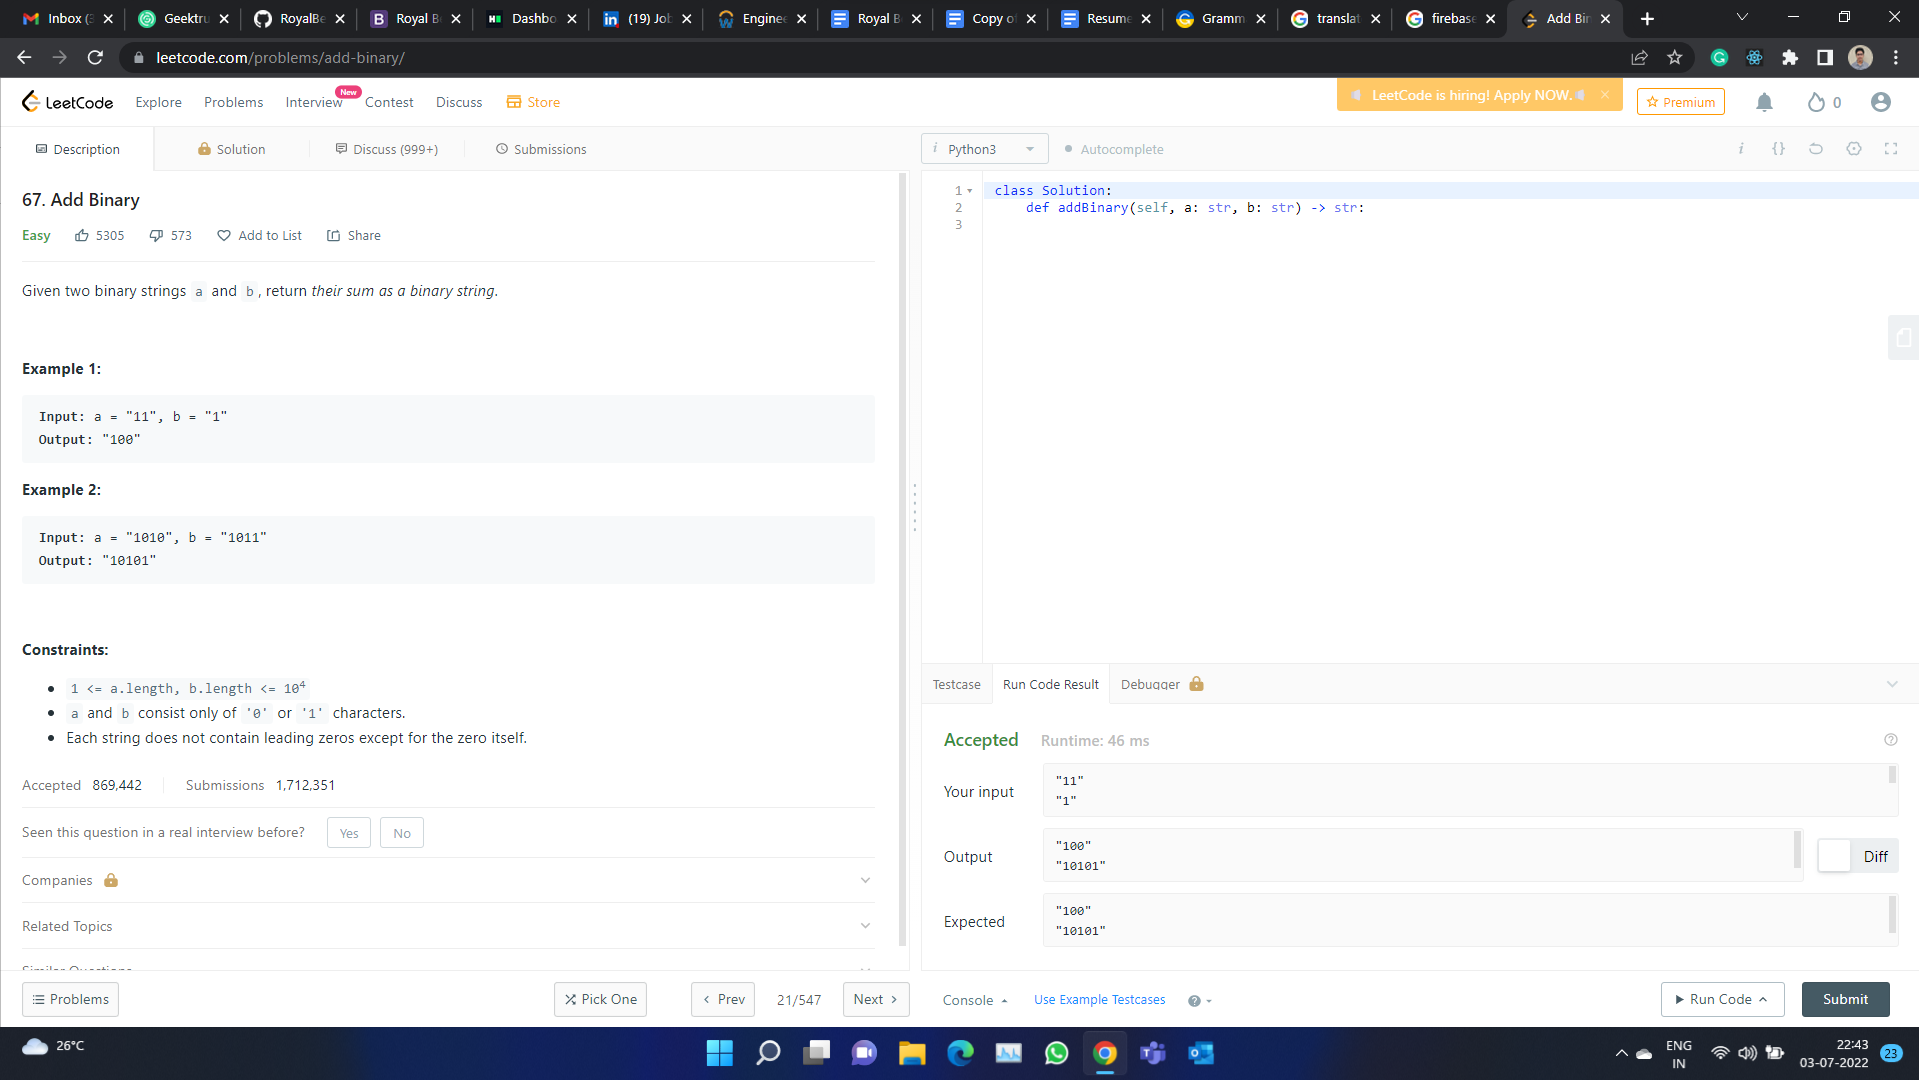 Inbox (3
Geektru
RoyalBe
Royal Be
Dashbo
(19) Job
Enginee
Royal B
Copy of
Resume
Gramm
translat
firebase
Add Bin
leetcode.com/problems/add-binary/
LeetCode
Explore
Problems
Interview
New
Contest
Discuss
Store
LeetCode is hiring! Apply NOW.
Premium
0
Description
Solution
Discuss (999+)
Submissions
i Python3
Autocomplete
67. Add Binary
Easy
5305
573
Add to List
Share
Given two binary strings a and b, return their sum as a binary string.
Example 1:
Input: a = "11", b = "1"
Output: "100"
Example 2:
Input: a = "1010", b = "1011"
Output: "10101"
Constraints:
1 <= a.length, b.length <= 10⁴
a and b consist only of '0' or '1' characters.
Each string does not contain leading zeros except for the zero itself.
Accepted 869,442
Submissions 1,712,351
Seen this question in a real interview before?
Yes
No
Companies
Related Topics
Similar Questions
Problems
Pick One
Prev
21/547
Next
1 class Solution:
2 def addBinary(self, a: str, b: str) -> str:
3
Testcase
Run Code Result
Debugger
Accepted
Runtime: 46 ms
Your input
"11"
"1"
Output
"100"
"10101"
Diff
Expected
"100"
"10101"
Console
Use Example Testcases
Run Code
Submit
26°C
ENG
IN
22:43
03-07-2022
23